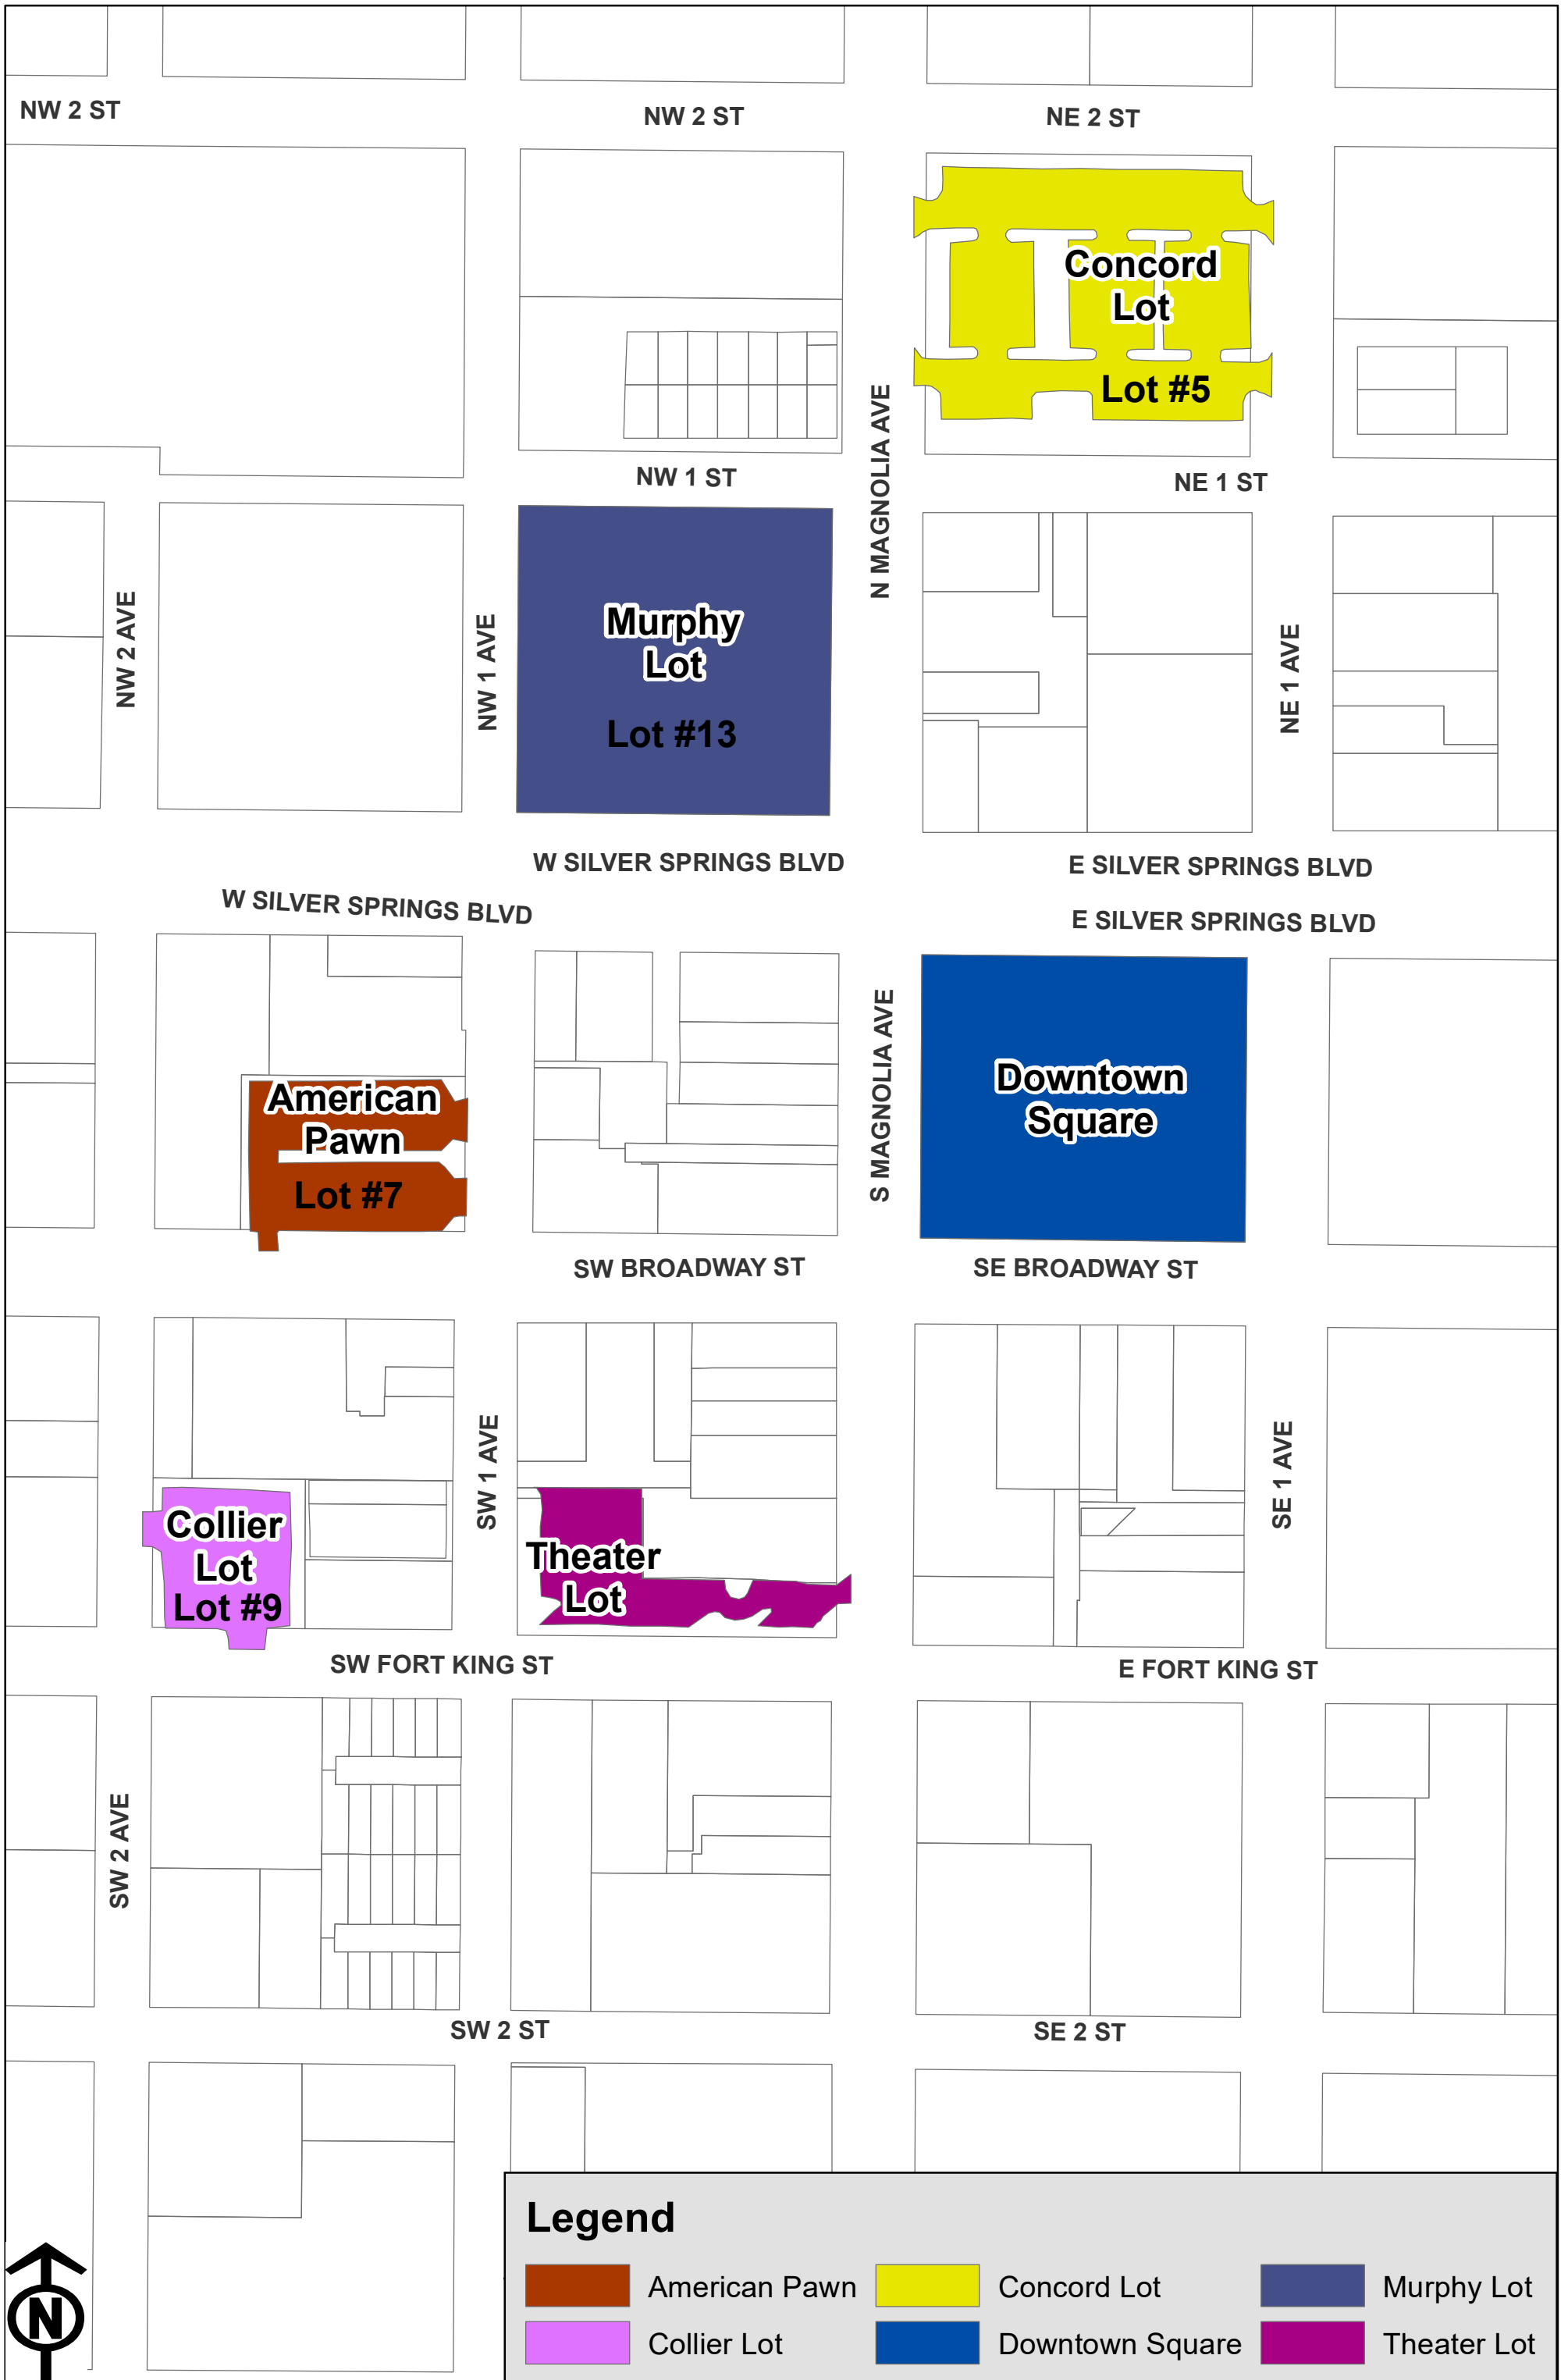 NW 2 ST
NW 2 ST
NE 2 ST
Concord
Lot
Lot #5
N MAGNOLIA AVE
NW 1 ST
NE 1 ST
NW 2 AVE
NW 1 AVE
Murphy
Lot
Lot #13
NE 1 AVE
W SILVER SPRINGS BLVD
E SILVER SPRINGS BLVD
W SILVER SPRINGS BLVD
E SILVER SPRINGS BLVD
S MAGNOLIA AVE
Downtown
Square
American
Pawn
Lot #7
SW BROADWAY ST
SE BROADWAY ST
SW 1 AVE
SE 1 AVE
Collier
Lot
Lot #9
Theater
Lot
SW FORT KING ST
E FORT KING ST
SW 2 AVE
SW 2 ST
SE 2 ST
Legend
American Pawn
Concord Lot
Murphy Lot
Collier Lot
Downtown Square
Theater Lot
N